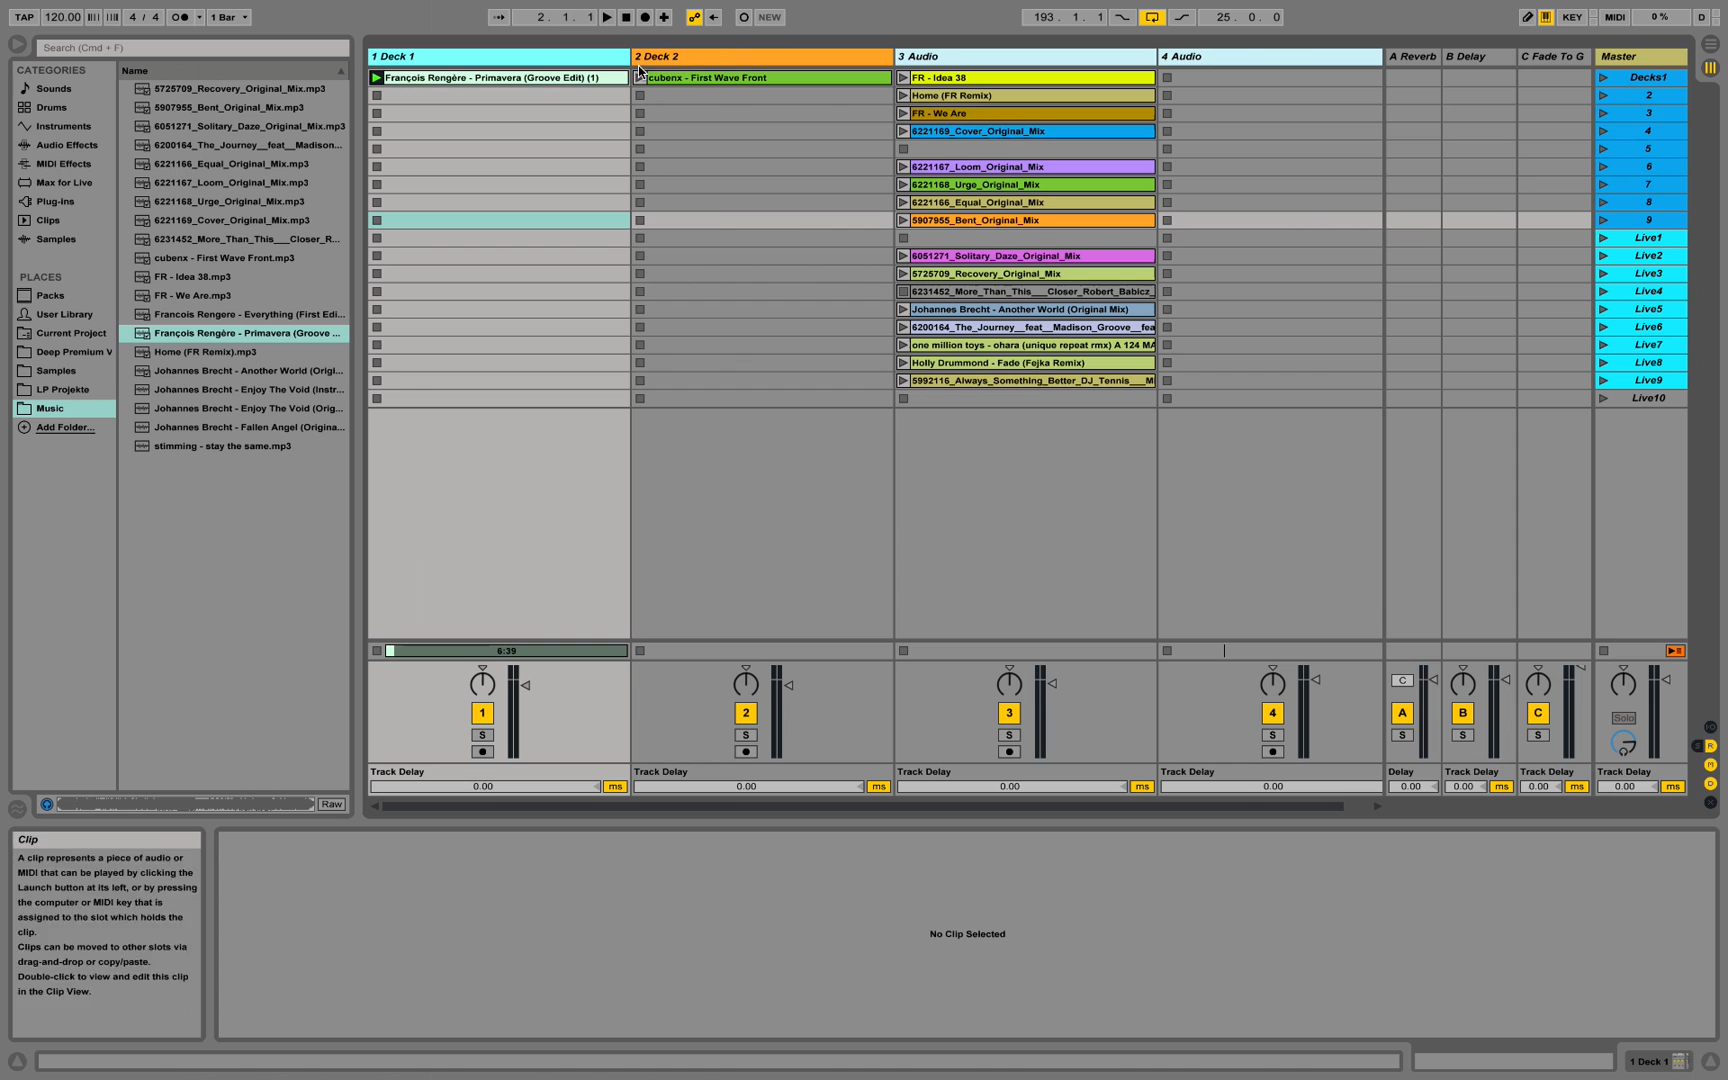 TAP 120.00 4 / 4 1 Bar 2. 1. 1 NEW 193. 1. 1 25. 0. 0 KEY MIDI 0 % D
Search (Cmd + F)
CATEGORIES
Sounds
Drums
Instruments
Audio Effects
MIDI Effects
Max for Live
Plug-ins
Clips
Samples
PLACES
Packs
User Library
Current Project
Deep Premium V
Samples
LP Projekte
Music
Add Folder...
Name
5725709_Recovery_Original_Mix.mp3
5907955_Bent_Original_Mix.mp3
6051271_Solitary_Daze_Original_Mix.mp3
6200164_The_Journey__feat__Madison...
6221166_Equal_Original_Mix.mp3
6221167_Loom_Original_Mix.mp3
6221168_Urge_Original_Mix.mp3
6221169_Cover_Original_Mix.mp3
6231452_More_Than_This___Closer_R...
cubenx - First Wave Front.mp3
FR - Idea 38.mp3
FR - We Are.mp3
Francois Rengere - Everything (First Edi...
François Rengère - Primavera (Groove ...
Home (FR Remix).mp3
Johannes Brecht - Another World (Origi...
Johannes Brecht - Enjoy The Void (Instr...
Johannes Brecht - Enjoy The Void (Orig...
Johannes Brecht - Fallen Angel (Origina...
stimming - stay the same.mp3
Raw
1 Deck 1
François Rengère - Primavera (Groove Edit) (1)
2 Deck 2
cubenx - First Wave Front
3 Audio
FR - Idea 38
Home (FR Remix)
FR - We Are
6221169_Cover_Original_Mix
6221167_Loom_Original_Mix
6221168_Urge_Original_Mix
6221166_Equal_Original_Mix
5907955_Bent_Original_Mix
6051271_Solitary_Daze_Original_Mix
5725709_Recovery_Original_Mix
6231452_More_Than_This___Closer_Robert_Babicz_
Johannes Brecht - Another World (Original Mix)
6200164_The_Journey__feat__Madison_Groove__fea
one million toys - ohara (unique repeat rmx) A 124 MA
Holly Drummond - Fade (Fejka Remix)
5992116_Always_Something_Better_DJ_Tennis___M
4 Audio
A Reverb
B Delay
C Fade To G
Master
Decks1
2
3
4
5
6
7
8
9
Live1
Live2
Live3
Live4
Live5
Live6
Live7
Live8
Live9
Live10
6:39
C
1 2 3 4 A B C Solo
S S S S S S S
Track Delay Track Delay Track Delay Track Delay Delay Track Delay Track Delay Track Delay
0.00 ms 0.00 ms 0.00 ms 0.00 0.00 0.00 ms 0.00 ms 0.00 ms
Clip
A clip represents a piece of audio or
MIDI that can be played by clicking the
Launch button at its left, or by pressing
the computer or MIDI key that is
assigned to the slot which holds the
clip.
Clips can be moved to other slots via
drag-and-drop or copy/paste.
Double-click to view and edit this clip
in the Clip View.
No Clip Selected
1 Deck 1